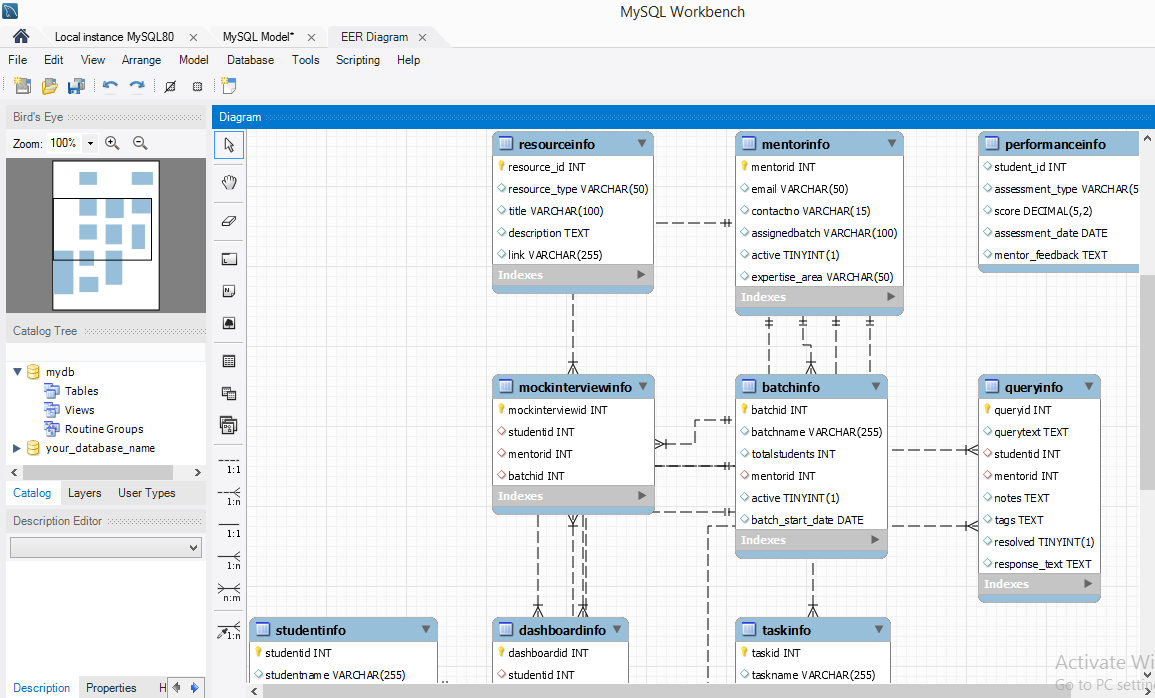 MySQL Workbench
Local instance MySQL80
MySQL Model*
EER Diagram
File Edit View Arrange Model Database Tools Scripting Help
Bird's Eye
Zoom: 100%
Catalog Tree
mydb
Tables
Views
Routine Groups
your_database_name
Catalog Layers User Types
Description Editor
Description Properties H
Diagram
1:1
1:n
1:1
1:n
n:m
1:n
resourceinfo
resource_id INT
resource_type VARCHAR(50)
title VARCHAR(100)
description TEXT
link VARCHAR(255)
Indexes
mentorinfo
mentorid INT
email VARCHAR(50)
contactno VARCHAR(15)
assignedbatch VARCHAR(100)
active TINYINT(1)
expertise_area VARCHAR(50)
Indexes
performanceinfo
student_id INT
assessment_type VARCHAR(5
score DECIMAL(5,2)
assessment_date DATE
mentor_feedback TEXT
mockinterviewinfo
mockinterviewid INT
studentid INT
mentorid INT
batchid INT
Indexes
batchinfo
batchid INT
batchname VARCHAR(255)
totalstudents INT
mentorid INT
active TINYINT(1)
batch_start_date DATE
Indexes
queryinfo
queryid INT
querytext TEXT
studentid INT
mentorid INT
notes TEXT
tags TEXT
resolved TINYINT(1)
response_text TEXT
Indexes
studentinfo
studentid INT
studentname VARCHAR(255)
dashboardinfo
dashboardid INT
studentid INT
taskinfo
taskid INT
taskname VARCHAR(255)
Activate Wi
Go to PC settin